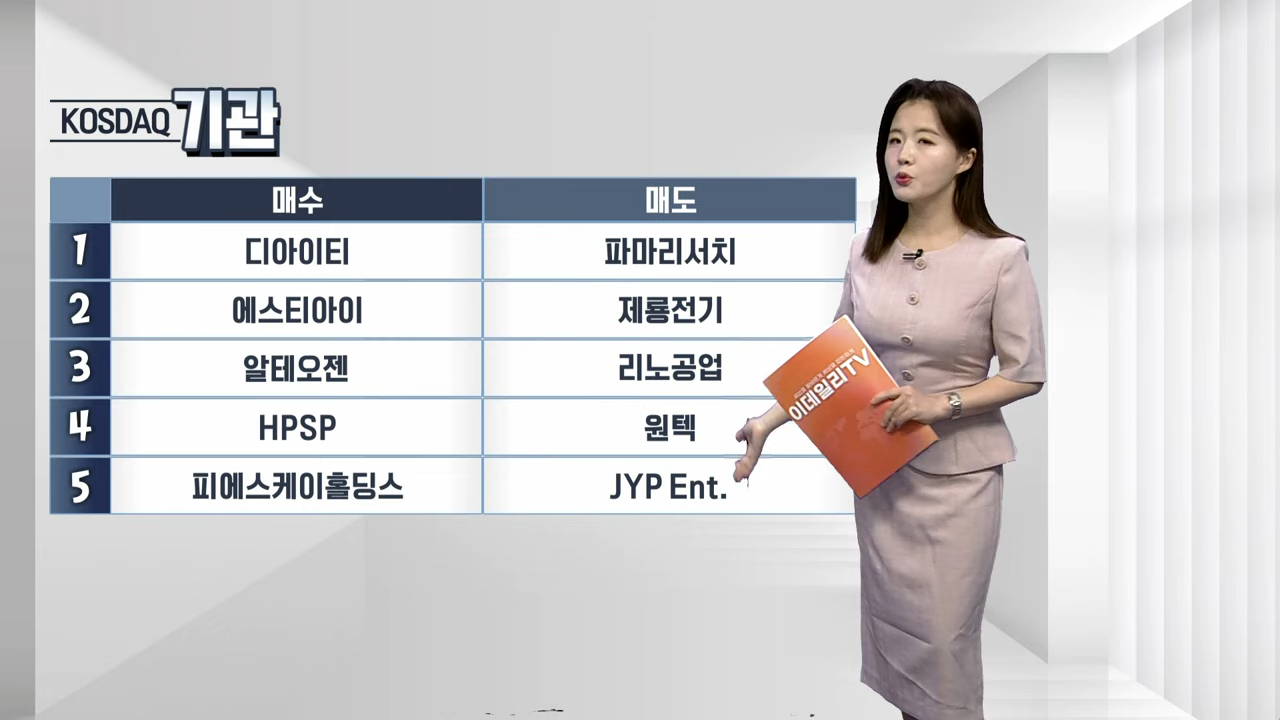 KOSDAQ 기관
매수 매도
1 디아이티 파마리서치
2 에스티아이 제룡전기
3 알테오젠 리노공업
4 HPSP 원텍
5 피에스케이홀딩스 JYP Ent.
이데일리TV